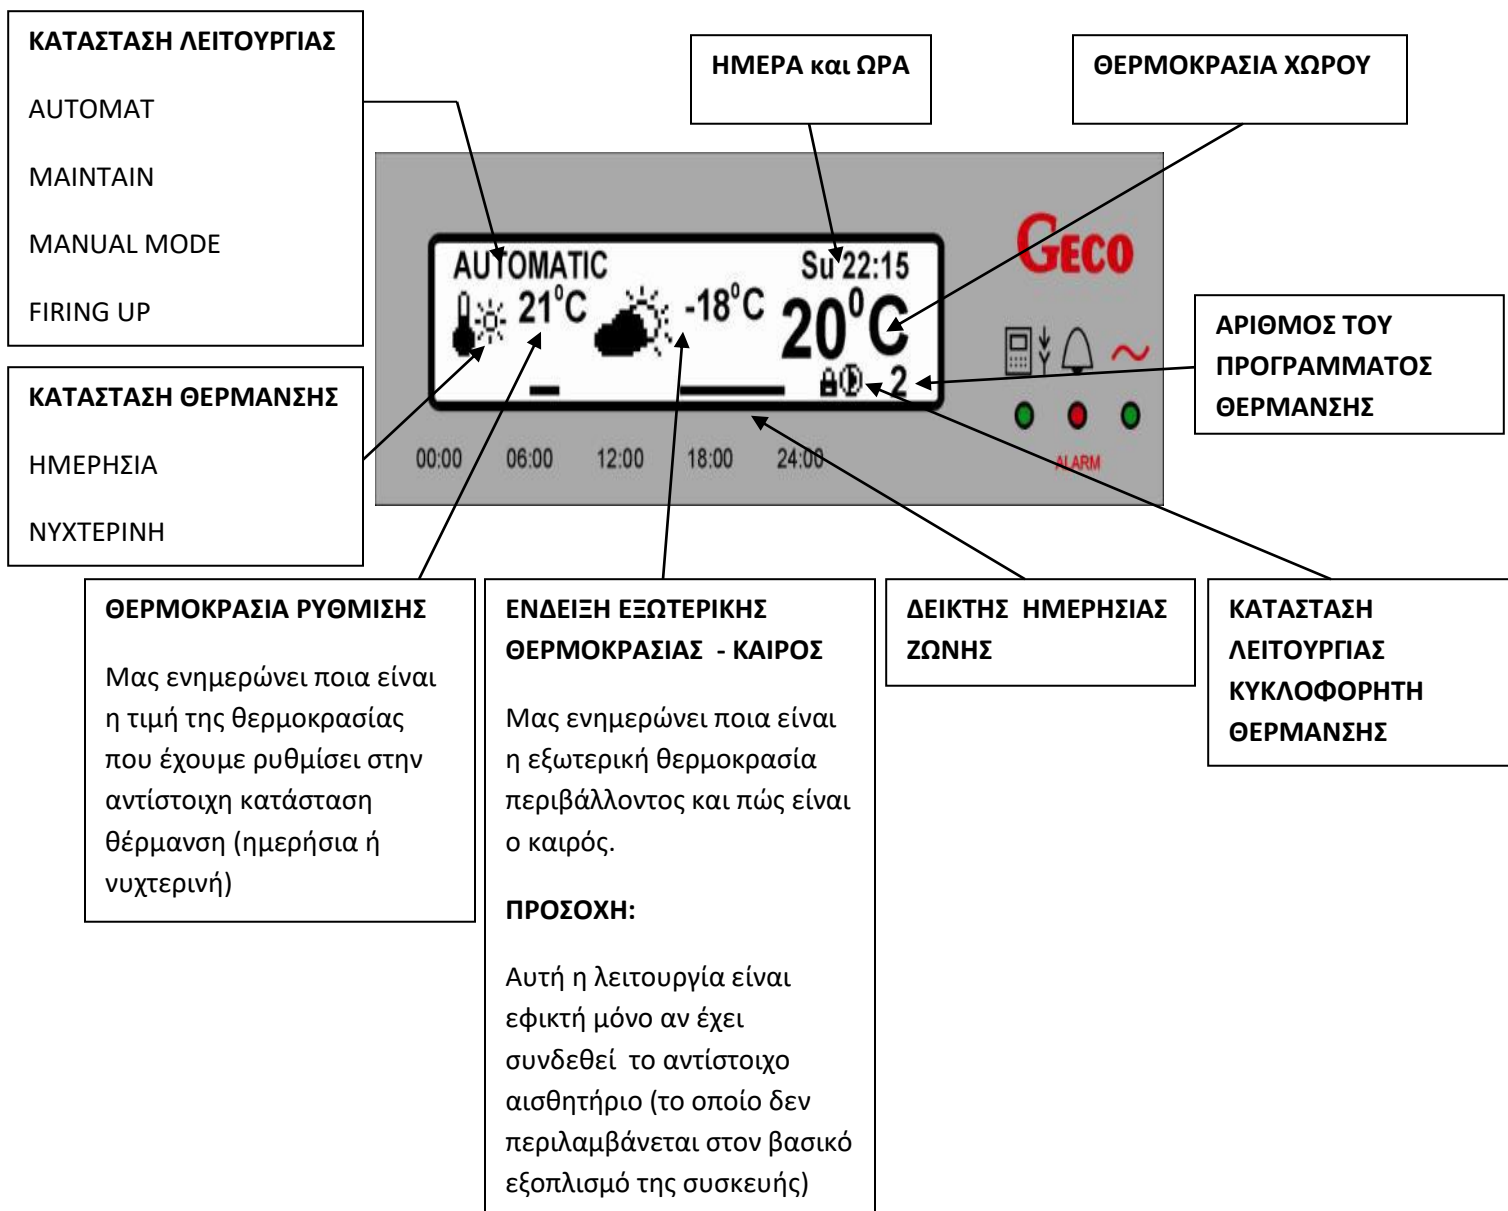 ΚΑΤΑΣΤΑΣΗ ΛΕΙΤΟΥΡΓΙΑΣ
AUTOMAT
MAINTAIN
MANUAL MODE
FIRING UP
ΗΜΕΡΑ και ΩΡΑ
ΘΕΡΜΟΚΡΑΣΙΑ ΧΩΡΟΥ
GECO
AUTOMATIC
Su 22:15
21⁰C
-18⁰C
20⁰C
2
00:00 06:00 12:00 18:00 24:00
ALARM
ΑΡΙΘΜΟΣ ΤΟΥ
ΠΡΟΓΡΑΜΜΑΤΟΣ
ΘΕΡΜΑΝΣΗΣ
ΚΑΤΑΣΤΑΣΗ ΘΕΡΜΑΝΣΗΣ
ΗΜΕΡΗΣΙΑ
ΝΥΧΤΕΡΙΝΗ
ΘΕΡΜΟΚΡΑΣΙΑ ΡΥΘΜΙΣΗΣ
Μας ενημερώνει ποια είναι
η τιμή της θερμοκρασίας
που έχουμε ρυθμίσει στην
αντίστοιχη κατάσταση
θέρμανση (ημερήσια ή
νυχτερινή)
ΕΝΔΕΙΞΗ ΕΞΩΤΕΡΙΚΗΣ
ΘΕΡΜΟΚΡΑΣΙΑΣ - ΚΑΙΡΟΣ
Μας ενημερώνει ποια είναι
η εξωτερική θερμοκρασία
περιβάλλοντος και πώς είναι
ο καιρός.
ΠΡΟΣΟΧΗ:
Αυτή η λειτουργία είναι
εφικτή μόνο αν έχει
συνδεθεί το αντίστοιχο
αισθητήριο (το οποίο δεν
περιλαμβάνεται στον βασικό
εξοπλισμό της συσκευής)
ΔΕΙΚΤΗΣ ΗΜΕΡΗΣΙΑΣ
ΖΩΝΗΣ
ΚΑΤΑΣΤΑΣΗ
ΛΕΙΤΟΥΡΓΙΑΣ
ΚΥΚΛΟΦΟΡΗΤΗ
ΘΕΡΜΑΝΣΗΣ